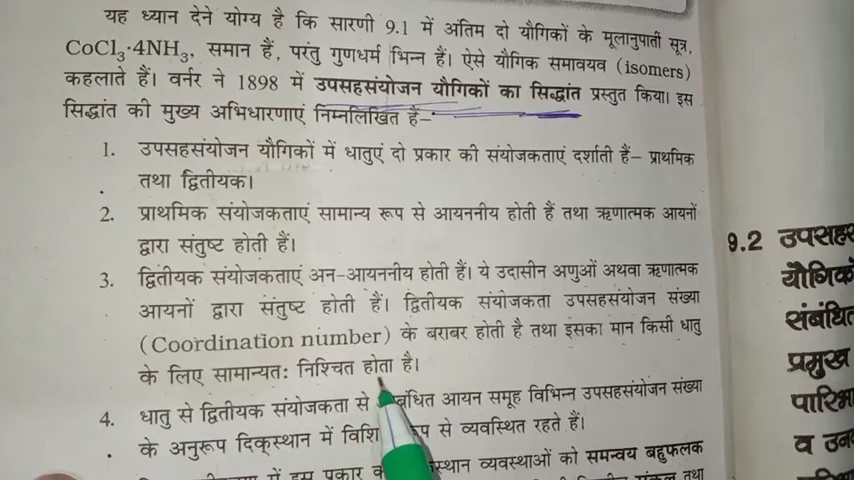 यह ध्यान देने योग्य है कि सारणी 9.1 में अंतिम दो यौगिकों के मूलानुपाती सूत्र,
CoCl₃·4NH₃, समान हैं, परंतु गुणधर्म भिन्न हैं। ऐसे यौगिक समावयव (isomers)
कहलाते हैं। वर्नर ने 1898 में उपसहसंयोजन यौगिकों का सिद्धांत प्रस्तुत किया। इस
सिद्धांत की मुख्य अभिधारणाएं निम्नलिखित हैं–
1. उपसहसंयोजन यौगिकों में धातुएं दो प्रकार की संयोजकताएं दर्शाती हैं– प्राथमिक
तथा द्वितीयक।
2. प्राथमिक संयोजकताएं सामान्य रूप से आयननीय होती हैं तथा ऋणात्मक आयनों
द्वारा संतुष्ट होती हैं।
3. द्वितीयक संयोजकताएं अन-आयननीय होती हैं। ये उदासीन अणुओं अथवा ऋणात्मक
आयनों द्वारा संतुष्ट होती हैं। द्वितीयक संयोजकता उपसहसंयोजन संख्या
(Coordination number) के बराबर होती है तथा इसका मान किसी धातु
के लिए सामान्यतः निश्चित होता है।
4. धातु से द्वितीयक संयोजकता से आयन समूह विभिन्न उपसहसंयोजन संख्या
के अनुरूप दिक्स्थान में से व्यवस्थित रहते हैं।
में इस प्रकार व्यवस्थाओं को समन्वय बहुफलक
तथा
9.2 उपसहस
यौगिकों
संबंधित
प्रमुख
पारिभा
व उन